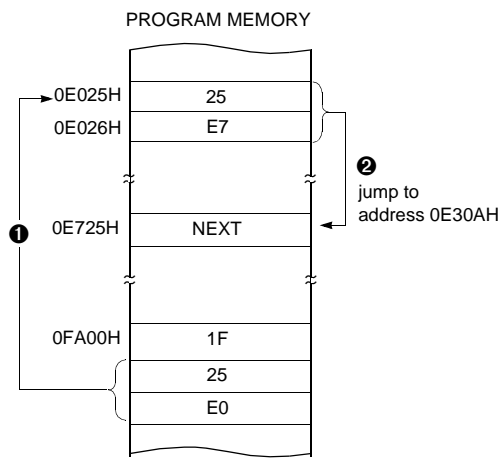 PROGRAM MEMORY
0E025H 25
0E026H E7
❷
jump to
address 0E30AH
❶
0E725H NEXT
0FA00H 1F
25
E0